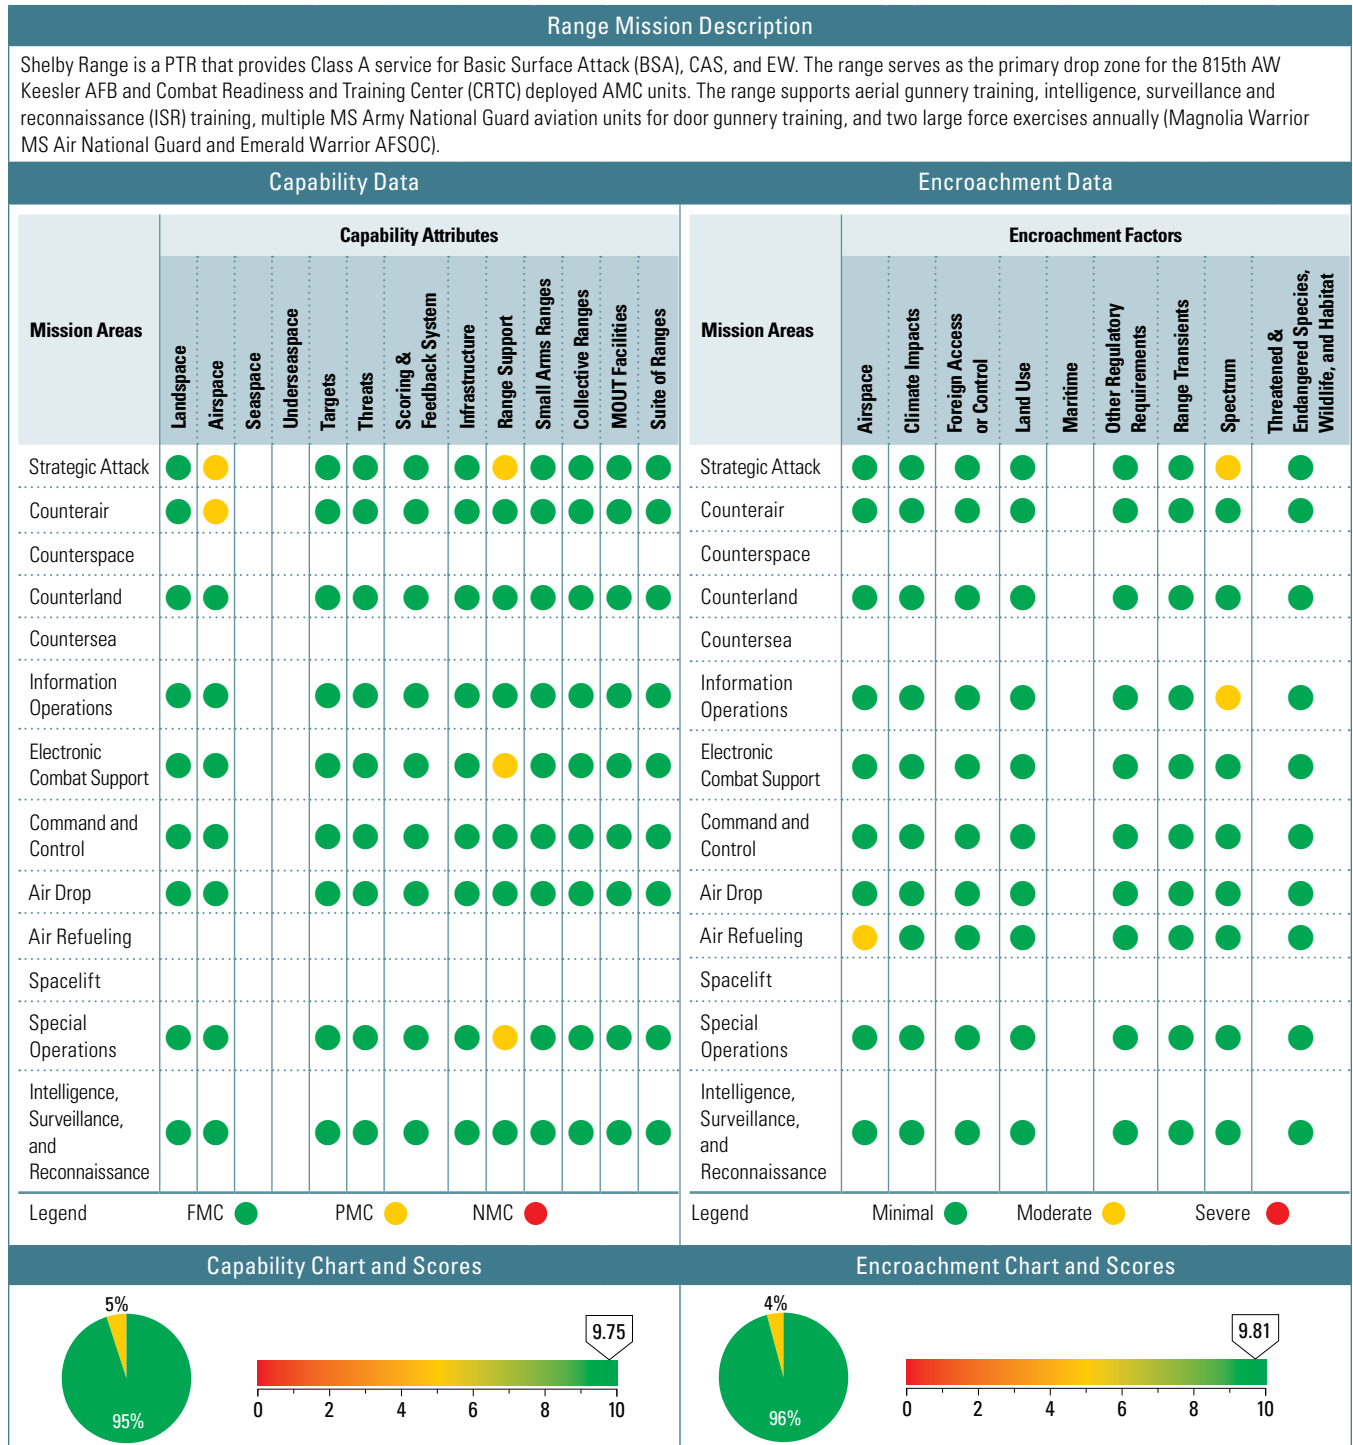 Range Mission Description
Shelby Range is a PTR that provides Class A service for Basic Surface Attack (BSA), CAS, and EW. The range serves as the primary drop zone for the 815th AW
Keesler AFB and Combat Readiness and Training Center (CRTC) deployed AMC units. The range supports aerial gunnery training, intelligence, surveillance and
reconnaissance (ISR) training, multiple MS Army National Guard aviation units for door gunnery training, and two large force exercises annually (Magnolia Warrior
MS Air National Guard and Emerald Warrior AFSOC).
Capability Data
Mission Areas
Capability Attributes
Landspace
Airspace
Seaspace
Underseaspace
Targets
Threats
Scoring &
Feedback System
Infrastructure
Range Support
Small Arms Ranges
Collective Ranges
MOUT Facilities
Suite of Ranges
Strategic Attack
Counterair
Counterspace
Counterland
Countersea
Information
Operations
Electronic
Combat Support
Command and
Control
Air Drop
Air Refueling
Spacelift
Special
Operations
Intelligence,
Surveillance,
and
Reconnaissance
Legend
FMC
PMC
NMC
Encroachment Data
Mission Areas
Encroachment Factors
Airspace
Climate Impacts
Foreign Access
or Control
Land Use
Maritime
Other Regulatory
Requirements
Range Transients
Spectrum
Threatened &
Endangered Species,
Wildlife, and Habitat
Strategic Attack
Counterair
Counterspace
Counterland
Countersea
Information
Operations
Electronic
Combat Support
Command and
Control
Air Drop
Air Refueling
Spacelift
Special
Operations
Intelligence,
Surveillance,
and
Reconnaissance
Legend
Minimal
Moderate
Severe
Capability Chart and Scores
5%
95%
9.75
0 2 4 6 8 10
Encroachment Chart and Scores
4%
96%
9.81
0 2 4 6 8 10